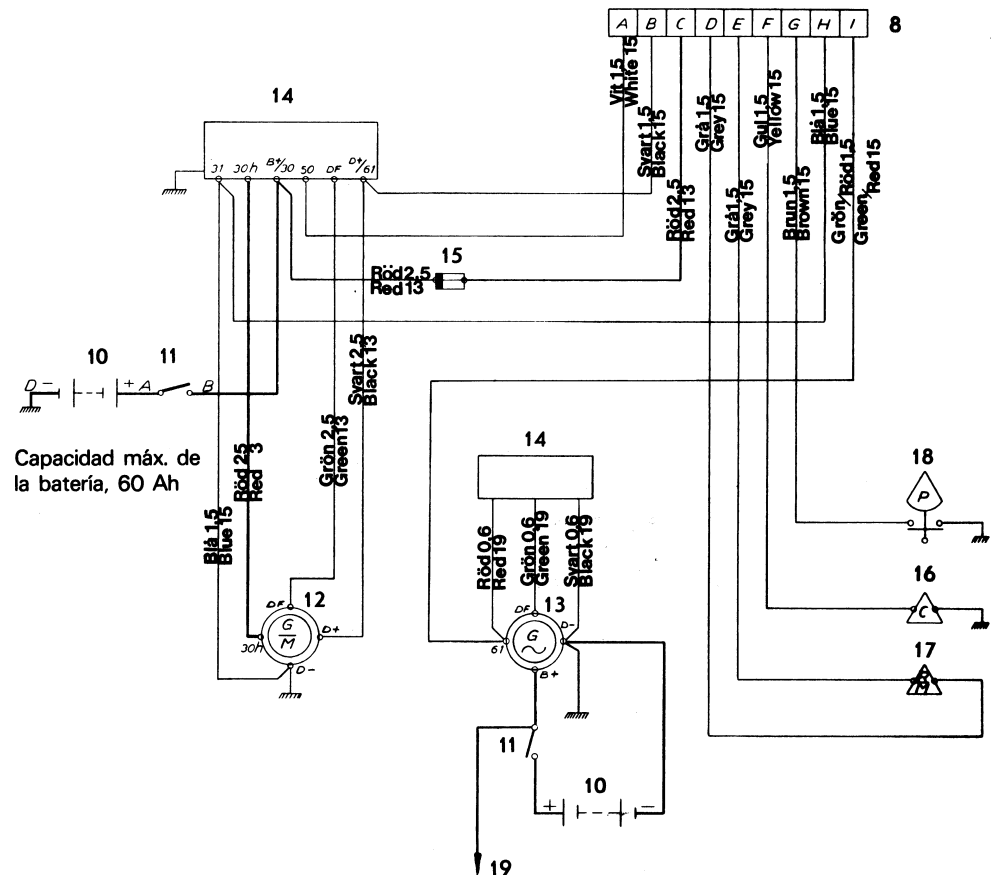 A B C D E F G H I 8
Vit 1,5
White 15
Svart 1,5
Black 15
Röd 2,5
Red 13
Grå 1,5
Grey 15
Grå 1,5
Grey 15
Gul 1,5
Yellow 15
Brun 1,5
Brown 15
Blå 1,5
Blue 15
Grön/Röd 1,5
Green/Red 15
14
31 30h B+/30 50 DF D+/61
15
Röd 2,5
Red 13
10 11
D - + A B
Capacidad máx. de
la batería, 60 Ah
Blå 1,5
Blue 15
Röd 25
Red 3
Grön 2,5
Green 13
Svart 2,5
Black 13
DF 12
G
M
30h D+
D-
14
Röd 0,6
Red 19
Grön 0,6
Green 19
Svart 0,6
Black 19
DF 13 D-
G
61
B+
11
10
+ -
19
18
P
16
C
17